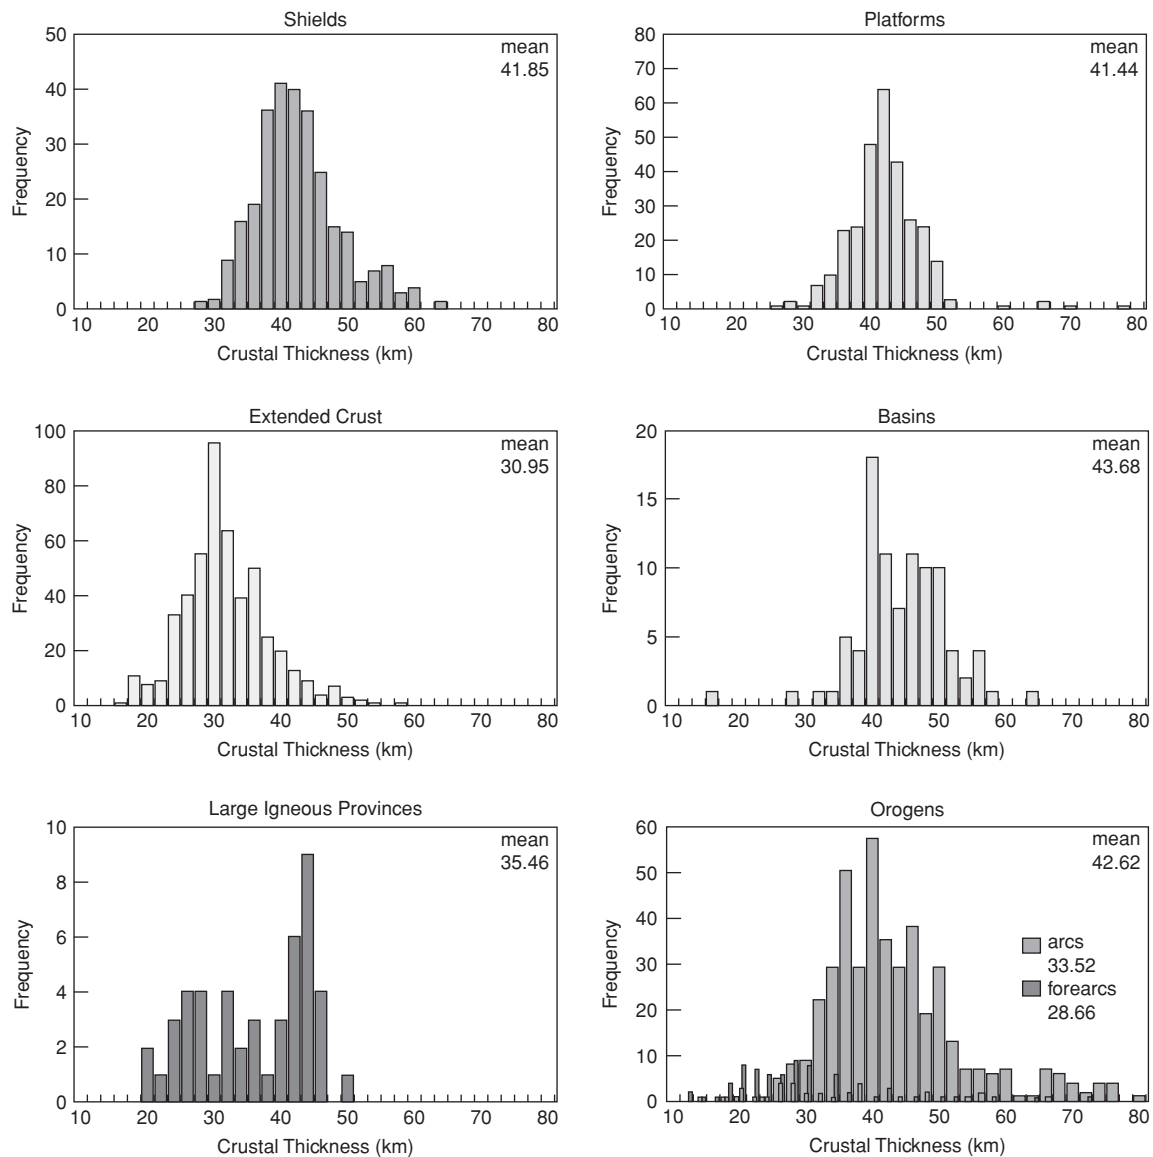 Shields
mean
41.85
50
40
30
20
10
0
Frequency
10 20 30 40 50 60 70 80
Crustal Thickness (km)
Platforms
mean
41.44
80
70
60
50
40
30
20
10
0
Frequency
10 20 30 40 50 60 70 80
Crustal Thickness (km)
Extended Crust
mean
30.95
100
80
60
40
20
0
Frequency
10 20 30 40 50 60 70 80
Crustal Thickness (km)
Basins
mean
43.68
20
15
10
5
0
Frequency
10 20 30 40 50 60 70 80
Crustal Thickness (km)
Large Igneous Provinces
mean
35.46
10
8
6
4
2
0
Frequency
10 20 30 40 50 60 70 80
Crustal Thickness (km)
Orogens
mean
42.62
60
50
40
30
20
10
0
Frequency
arcs
33.52
forearcs
28.66
10 20 30 40 50 60 70 80
Crustal Thickness (km)